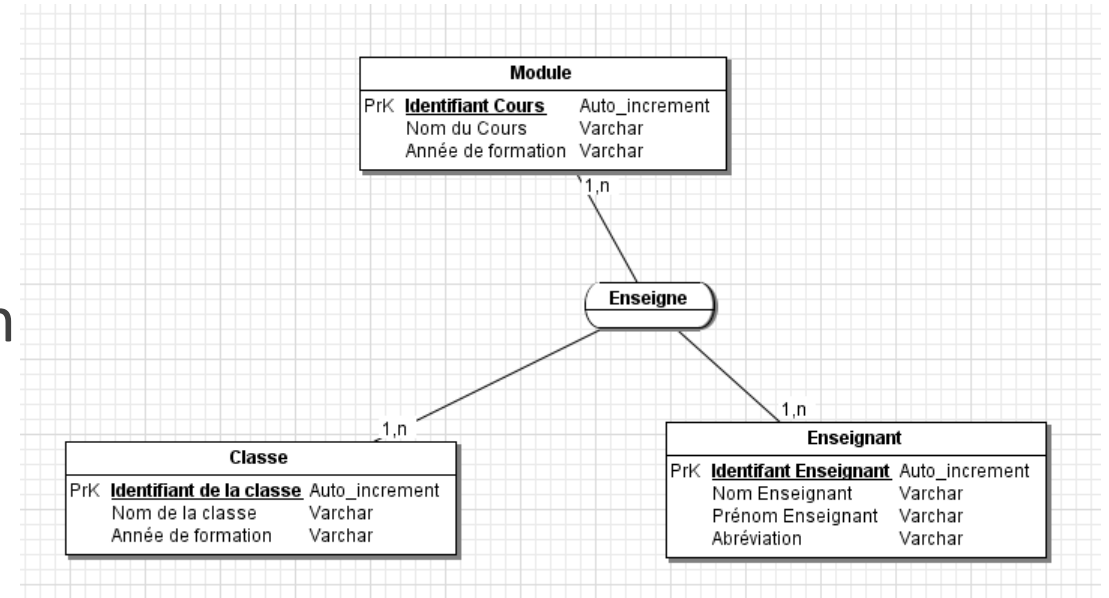 Module
PrK Identifiant Cours Auto_increment
Nom du Cours Varchar
Année de formation Varchar
1,n
n
Enseigne
1,n
1,n
Classe
PrK Identifiant de la classe Auto_increment
Nom de la classe Varchar
Année de formation Varchar
Enseignant
PrK Identifant Enseignant Auto_increment
Nom Enseignant Varchar
Prénom Enseignant Varchar
Abréviation Varchar